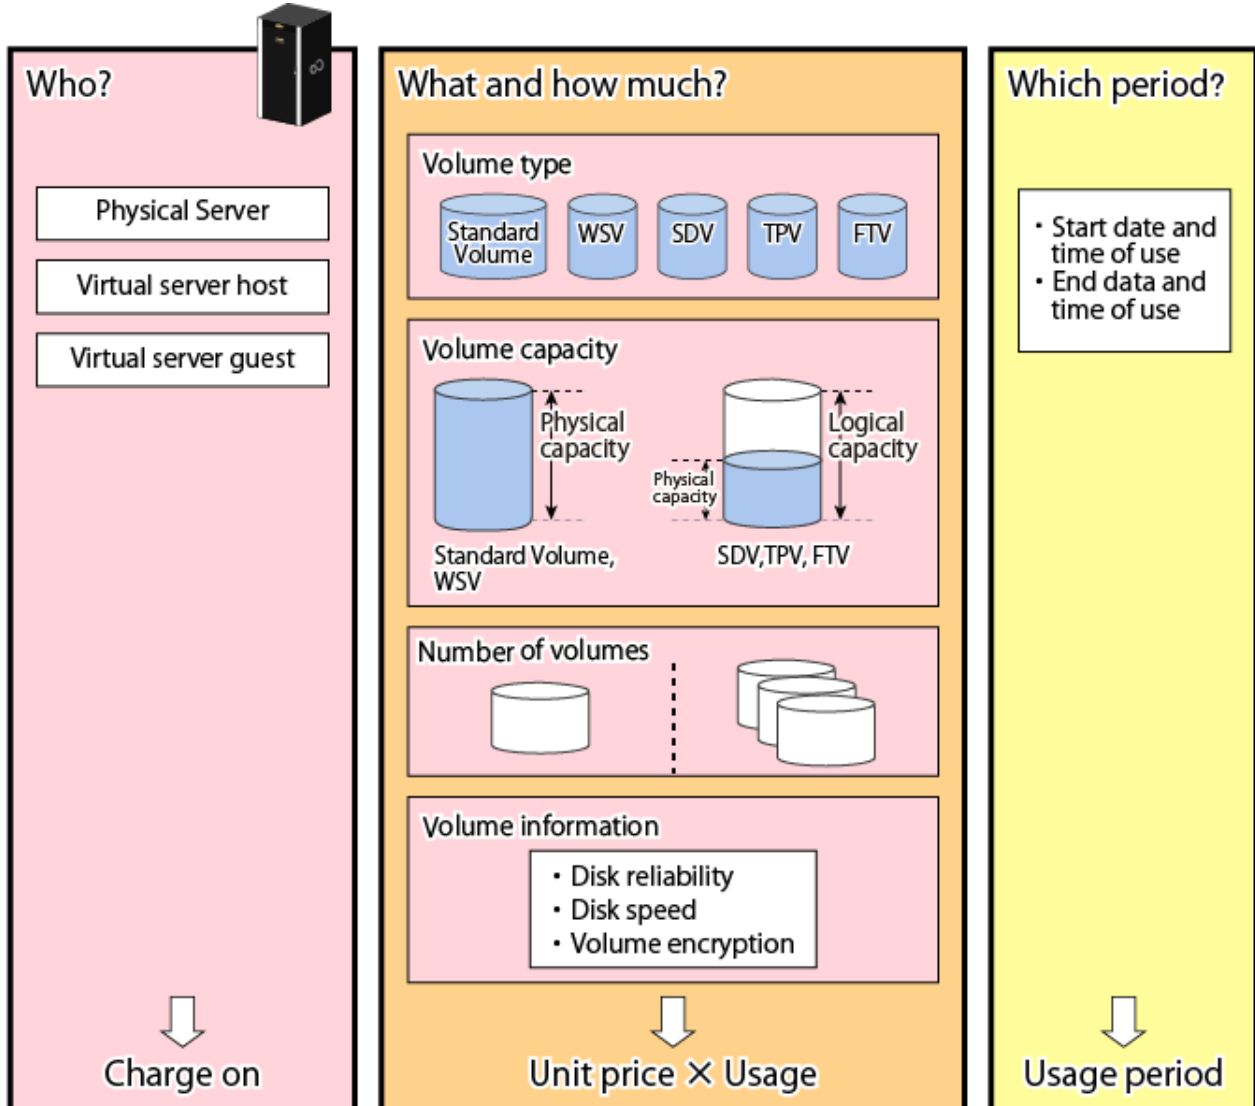 Who?
Physical Server
Virtual server host
Virtual server guest
Charge on
What and how much?
Volume type
Standard
Volume
WSV
SDV
TPV
FTV
Volume capacity
Physical
capacity
Standard Volume,
WSV
Logical
capacity
Physical
capacity
SDV,TPV, FTV
Number of volumes
Volume information
・Disk reliability
・Disk speed
・Volume encryption
Unit price × Usage
Which period?
・Start date and
time of use
・End data and
time of use
Usage period